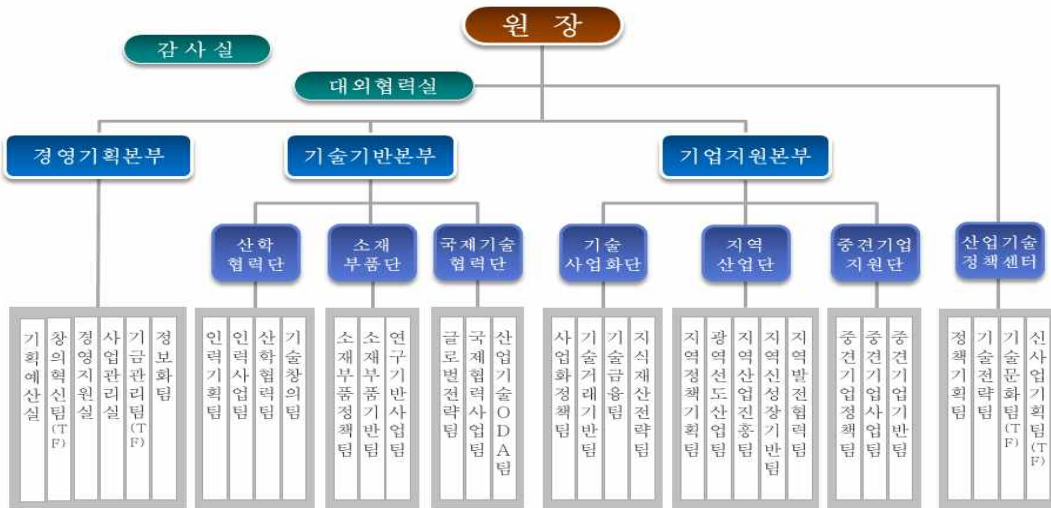 원 장
감 사 실
대외협력실
경영기획본부
기술기반본부
기업지원본부
산학
협력단
소재
부품단
국제기술
협력단
기술
사업화단
지역
산업단
중견기업
지원단
산업기술
정책센터
기획예산실
창의혁신팀(TF)
경영지원실
사업관리실
기금관리팀(TF)
정보화팀
인력기획팀
인력사업팀
산학협력팀
기술창의팀
소재부품정책팀
소재부품기반팀
연구기반사업팀
글로벌전략팀
국제협력사업팀
산업기술ODA팀
사업화정책팀
기술거래기반팀
기술금융팀
지식재산전략팀
지역정책기획팀
광역선도산업팀
지역산업진흥팀
지역신성장기반팀
지역발전협력팀
중견기업정책팀
중견기업사업팀
중견기업기반팀
정책기획팀
기술전략팀
기술문화팀(TF)
신사업기획팀(TF)